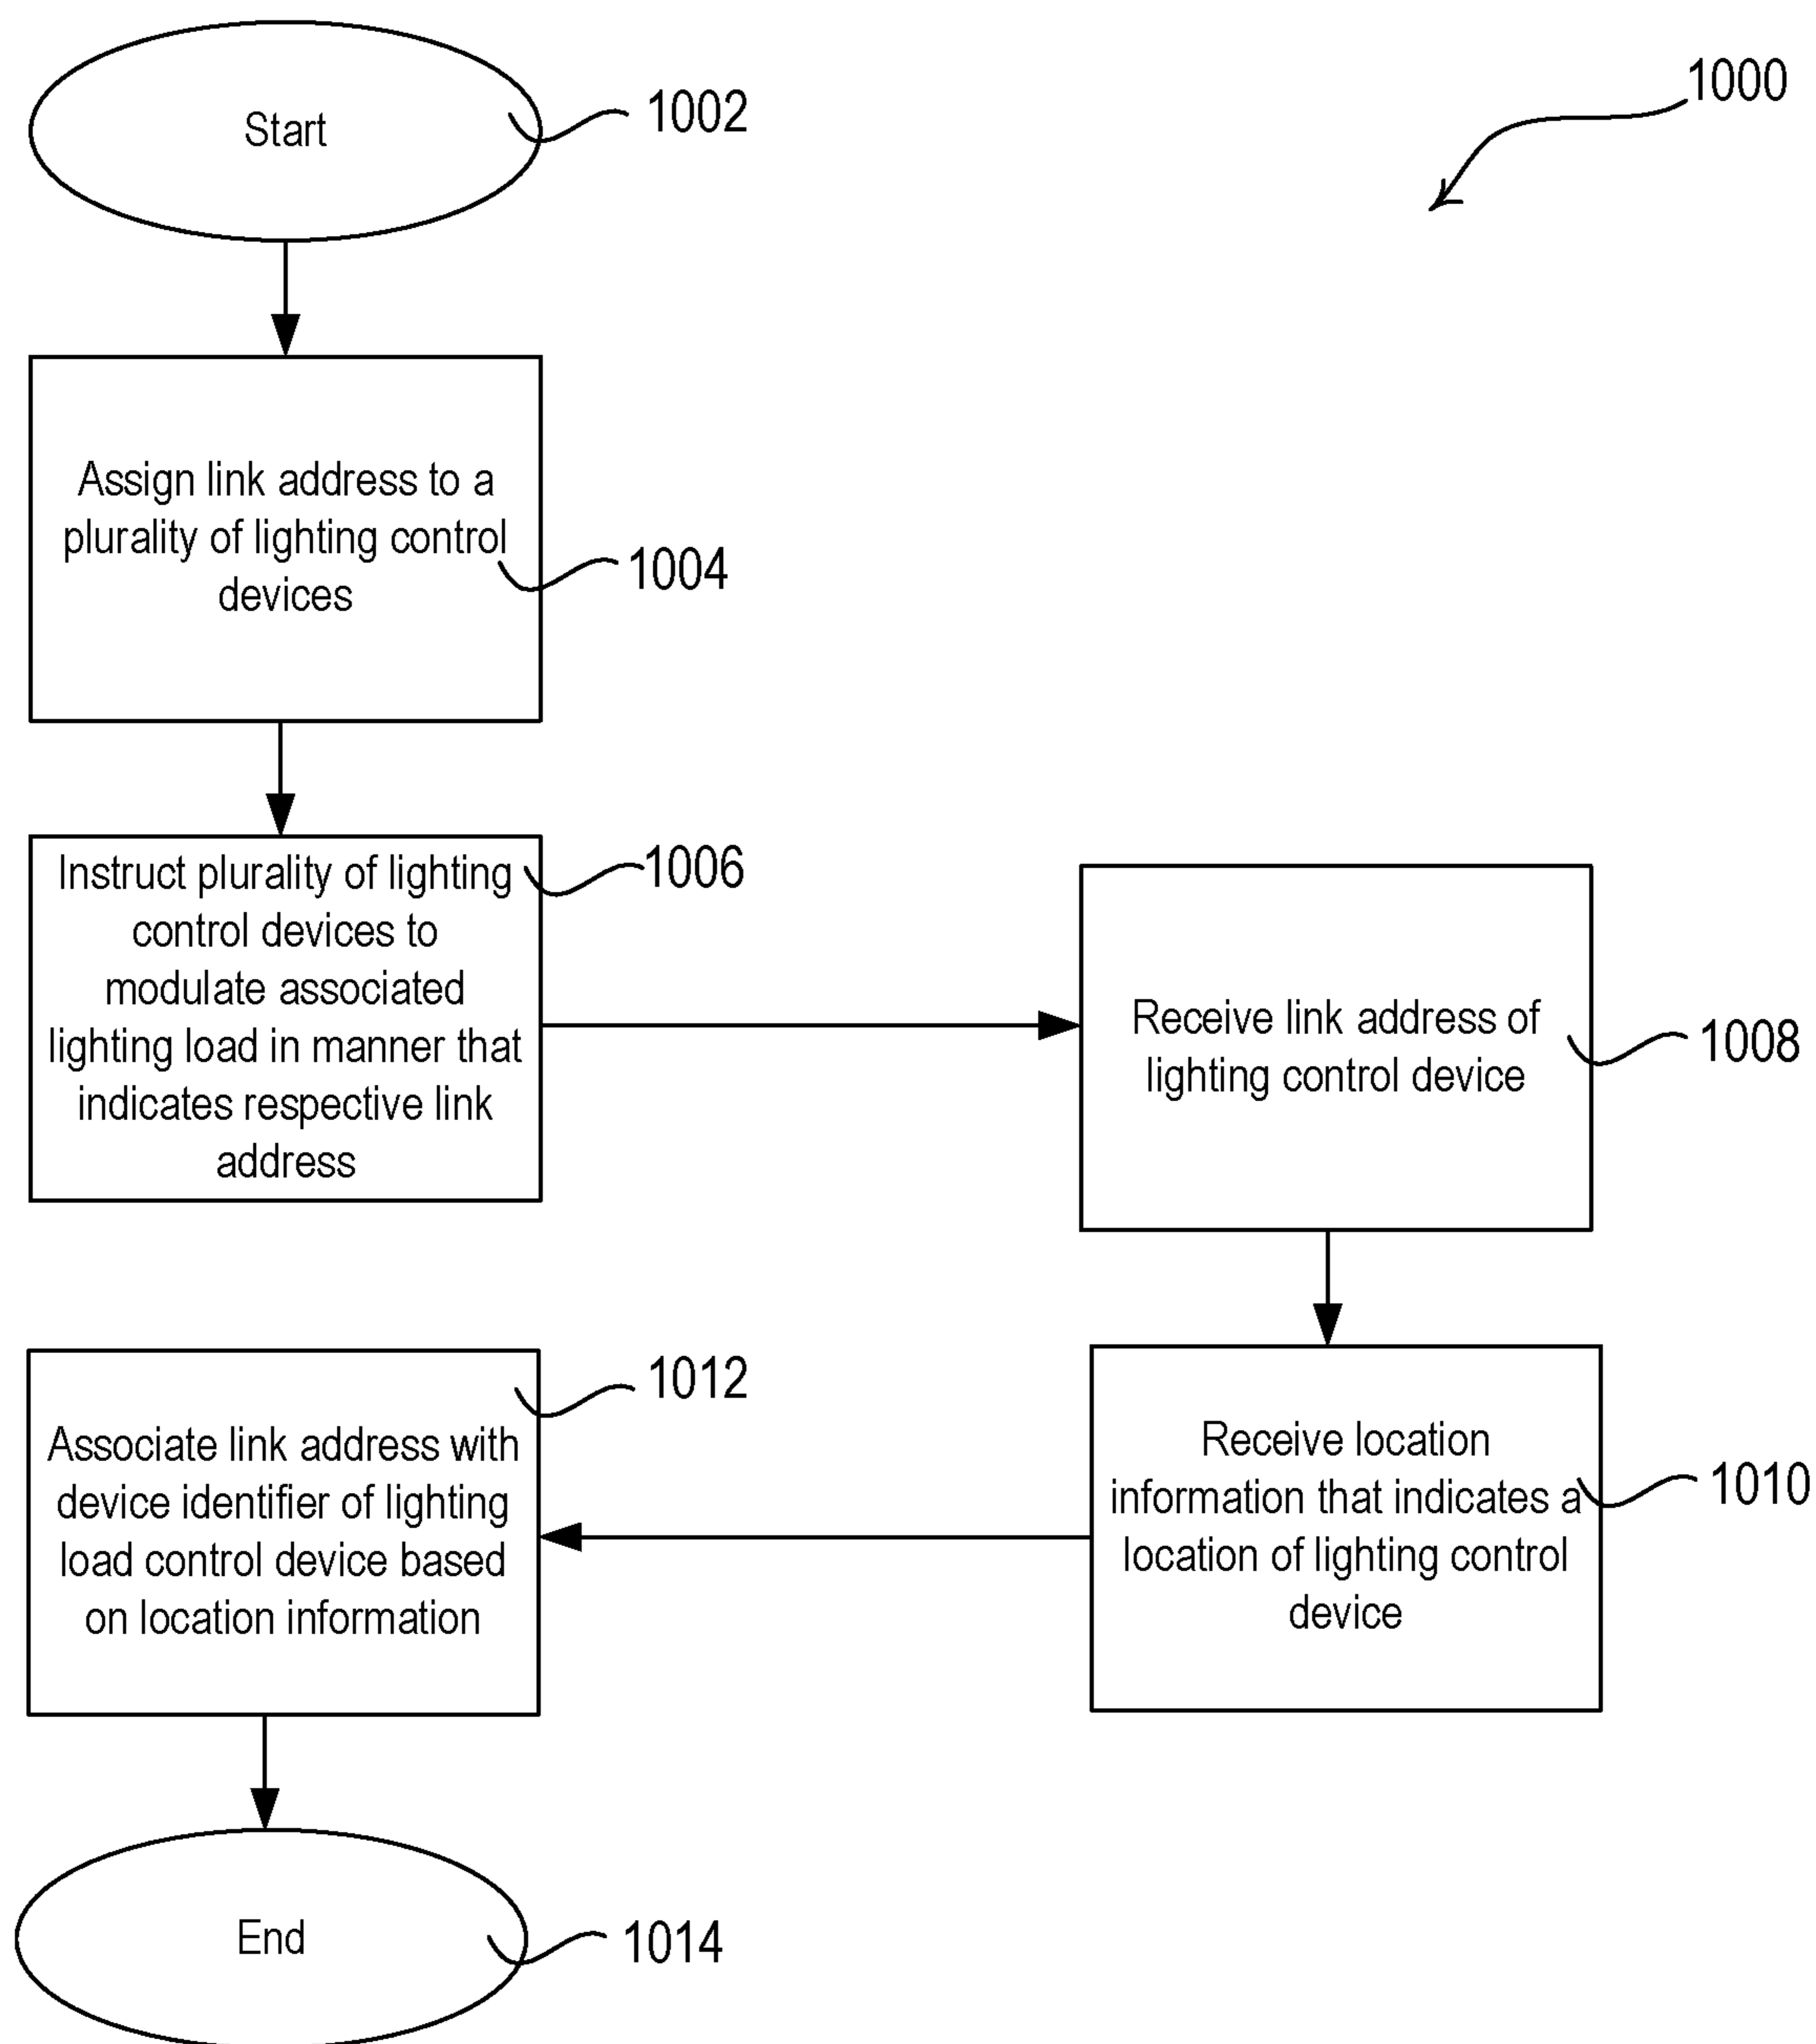 Start
1002
1000
Assign link address to a
plurality of lighting control
devices
1004
Instruct plurality of lighting
control devices to
modulate associated
lighting load in manner that
indicates respective link
address
1006
Receive link address of
lighting control device
1008
Receive location
information that indicates a
location of lighting control
device
1010
Associate link address with
device identifier of lighting
load control device based
on location information
1012
End
1014